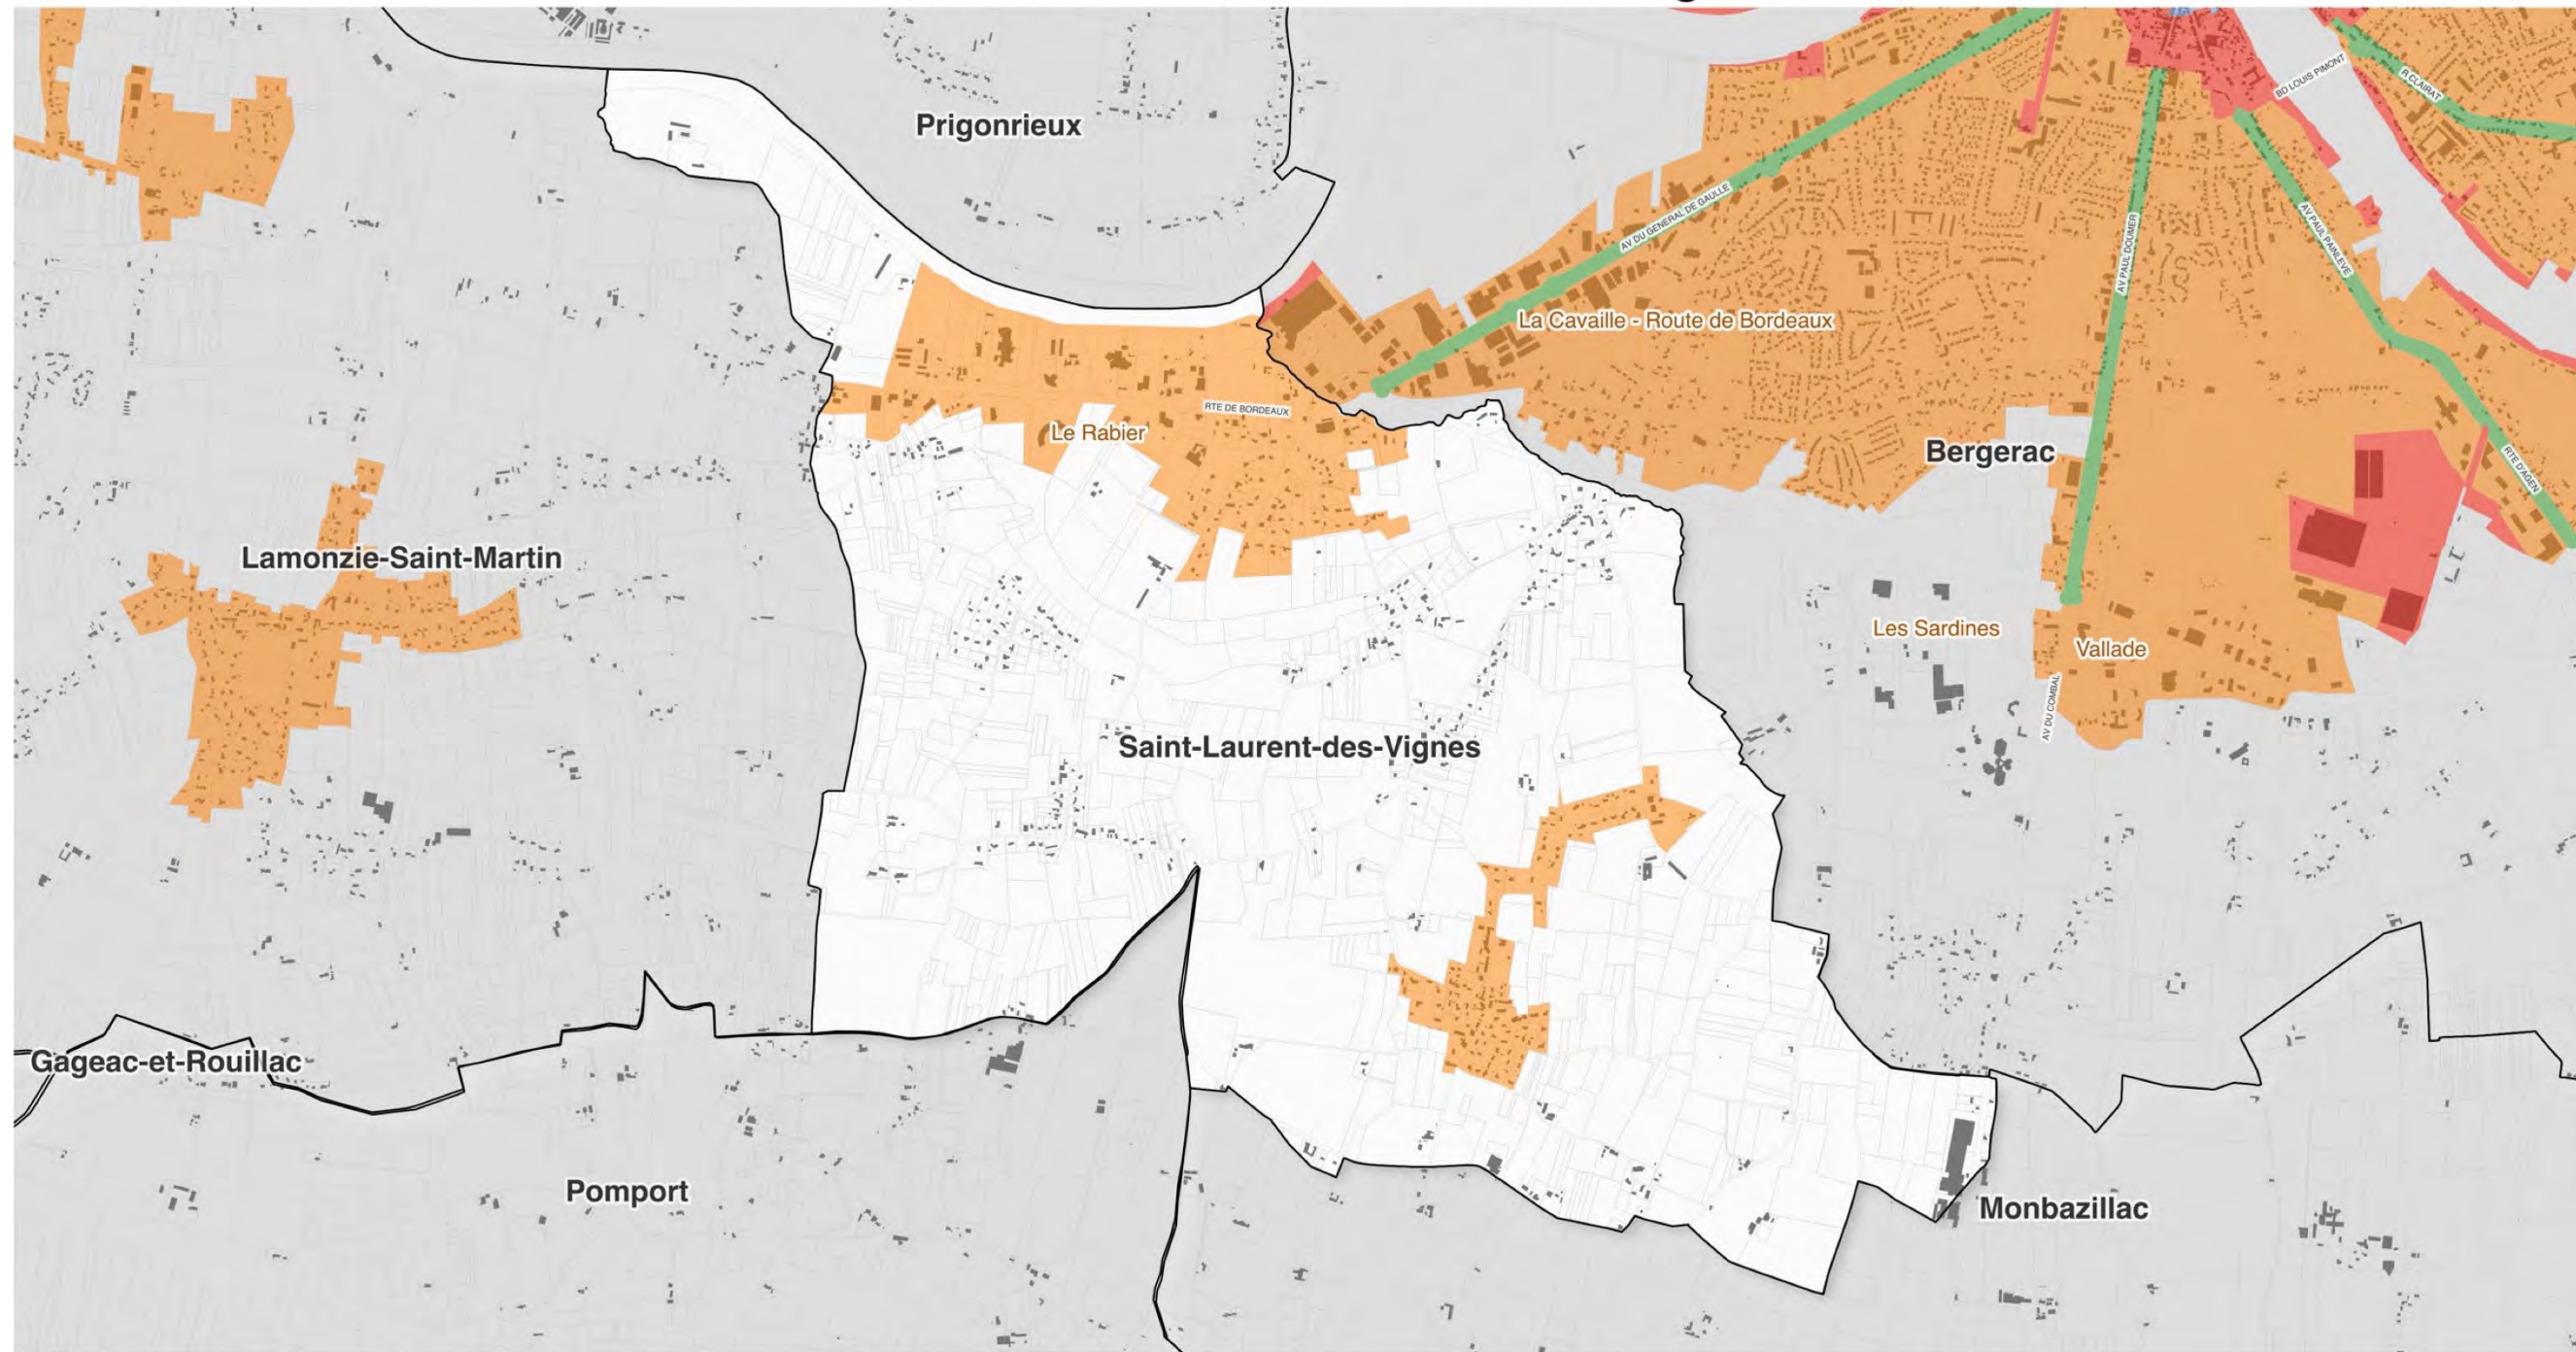 BD LOUIS PIMONT
R CLAIRAT
Prigonrieux
AV DU GENERAL DE GAULLE
AV PAUL DOUMER
AV PAUL PAINLEVE
La Cavaille - Route de Bordeaux
RTE DE BORDEAUX
Le Rabier
Bergerac
RTE D'AGEN
Lamonzie-Saint-Martin
Les Sardines
Vallade
AV DU COMBAL
Saint-Laurent-des-Vignes
Gageac-et-Rouillac
Pomport
Monbazillac